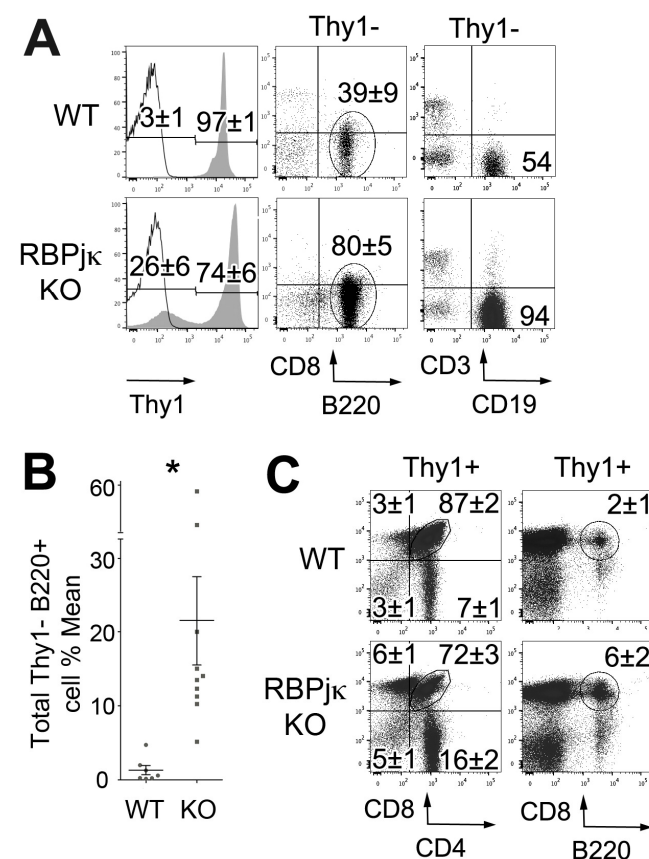 A
Thy1-
Thy1-
WT
3±1 97±1
39±9
54
RBPjκ
KO
26±6 74±6
80±5
94
CD8
CD3
Thy1
B220
CD19
B
*
60
30
20
10
0
Total Thy1- B220+
cell % Mean
WT KO
C
Thy1+
Thy1+
WT
3±1 87±2
2±1
3±1 7±1
RBPjκ
KO
6±1 72±3
6±2
5±1 16±2
CD8
CD8
CD4
B220